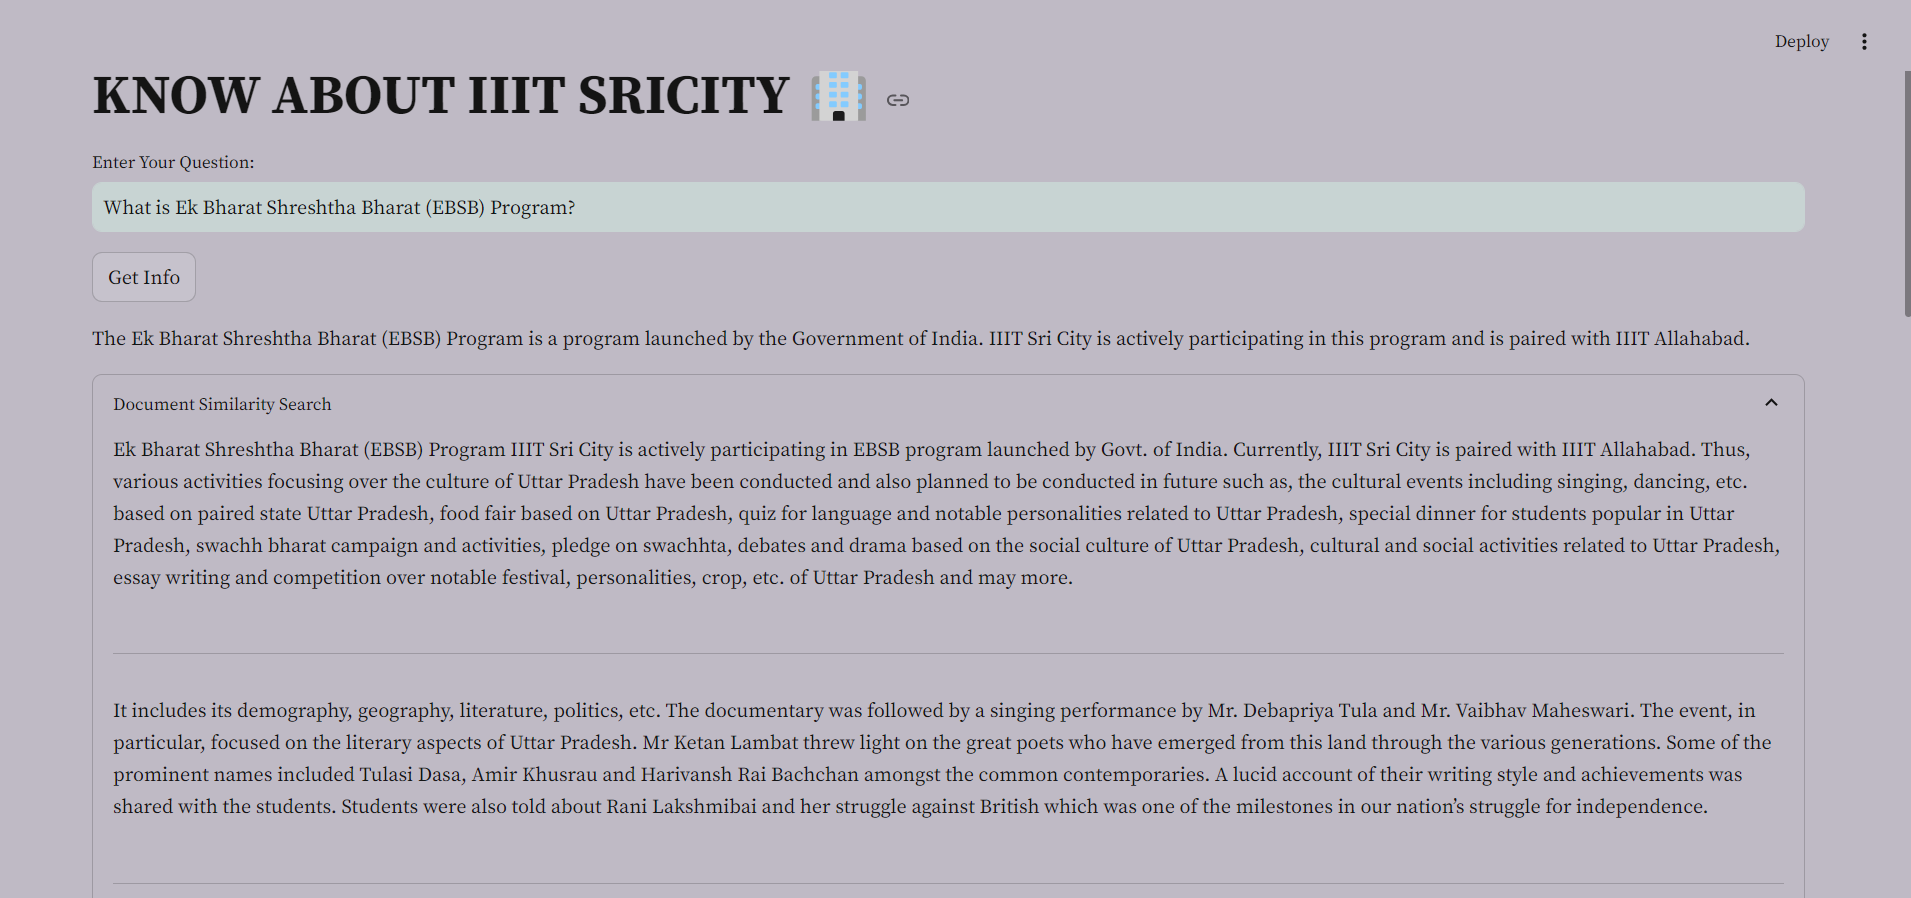 Deploy
KNOW ABOUT IIIT SRICITY
Enter Your Question:
What is Ek Bharat Shreshtha Bharat (EBSB) Program?
Get Info
The Ek Bharat Shreshtha Bharat (EBSB) Program is a program launched by the Government of India. IIIT Sri City is actively participating in this program and is paired with IIIT Allahabad.
Document Similarity Search
Ek Bharat Shreshtha Bharat (EBSB) Program IIIT Sri City is actively participating in EBSB program launched by Govt. of India. Currently, IIIT Sri City is paired with IIIT Allahabad. Thus,
various activities focusing over the culture of Uttar Pradesh have been conducted and also planned to be conducted in future such as, the cultural events including singing, dancing, etc.
based on paired state Uttar Pradesh, food fair based on Uttar Pradesh, quiz for language and notable personalities related to Uttar Pradesh, special dinner for students popular in Uttar
Pradesh, swachh bharat campaign and activities, pledge on swachhta, debates and drama based on the social culture of Uttar Pradesh, cultural and social activities related to Uttar Pradesh,
essay writing and competition over notable festival, personalities, crop, etc. of Uttar Pradesh and may more.
It includes its demography, geography, literature, politics, etc. The documentary was followed by a singing performance by Mr. Debapriya Tula and Mr. Vaibhav Maheswari. The event, in
particular, focused on the literary aspects of Uttar Pradesh. Mr Ketan Lambat threw light on the great poets who have emerged from this land through the various generations. Some of the
prominent names included Tulasi Dasa, Amir Khusrau and Harivansh Rai Bachchan amongst the common contemporaries. A lucid account of their writing style and achievements was
shared with the students. Students were also told about Rani Lakshmibai and her struggle against British which was one of the milestones in our nation’s struggle for independence.